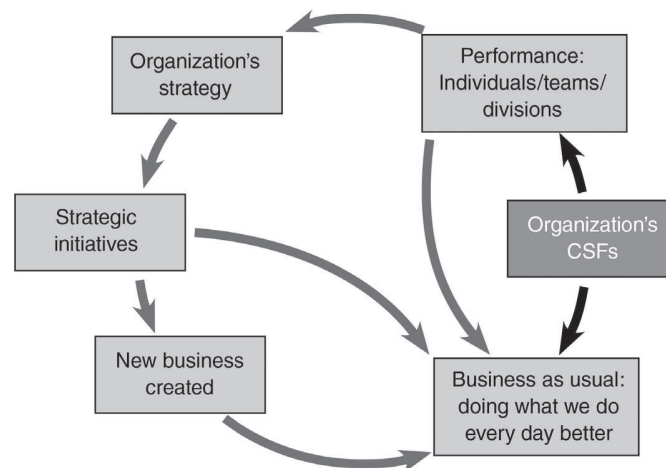 Organization's
strategy
Performance:
Individuals/teams/
divisions
Strategic
initiatives
Organization's
CSFs
New business
created
Business as usual:
doing what we do
every day better